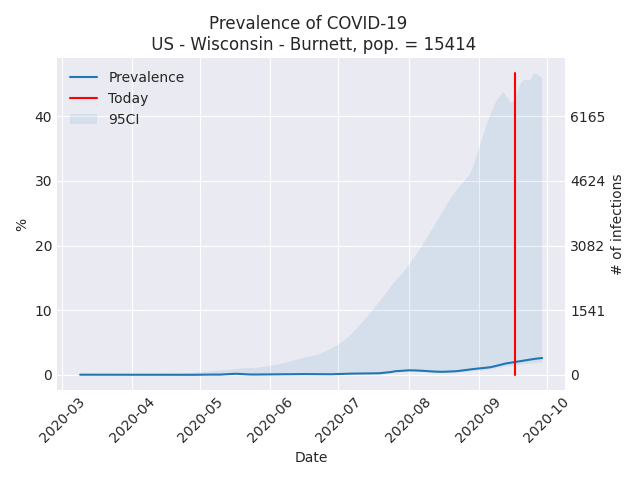 Prevalence of COVID-19
US - Wisconsin - Burnett, pop. = 15414
Prevalence
Today
95CI
40
30
20
10
0
%
6165
4624
3082
1541
0
# of infections
2020-03
2020-04
2020-05
2020-06
2020-07
2020-08
2020-09
2020-10
Date